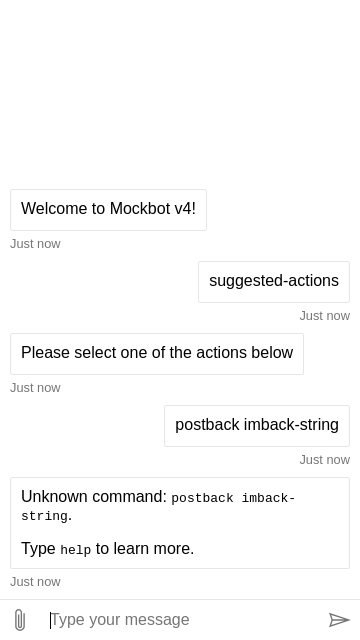 Welcome to Mockbot v4!
Just now
suggested-actions
Just now
Please select one of the actions below
Just now
postback imback-string
Just now
Unknown command: postback imback-
string.
Type help to learn more.
Just now
Type your message